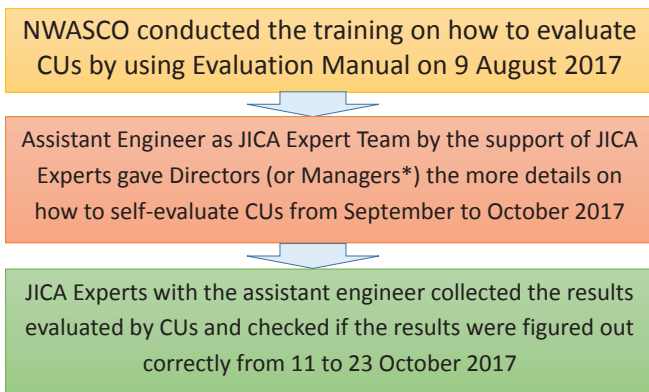 NWASCO conducted the training on how to evaluate
CUs by using Evaluation Manual on 9 August 2017
Assistant Engineer as JICA Expert Team by the support of JICA
Experts gave Directors (or Managers*) the more details on
how to self-evaluate CUs from September to October 2017
JICA Experts with the assistant engineer collected the results
evaluated by CUs and checked if the results were figured out
correctly from 11 to 23 October 2017